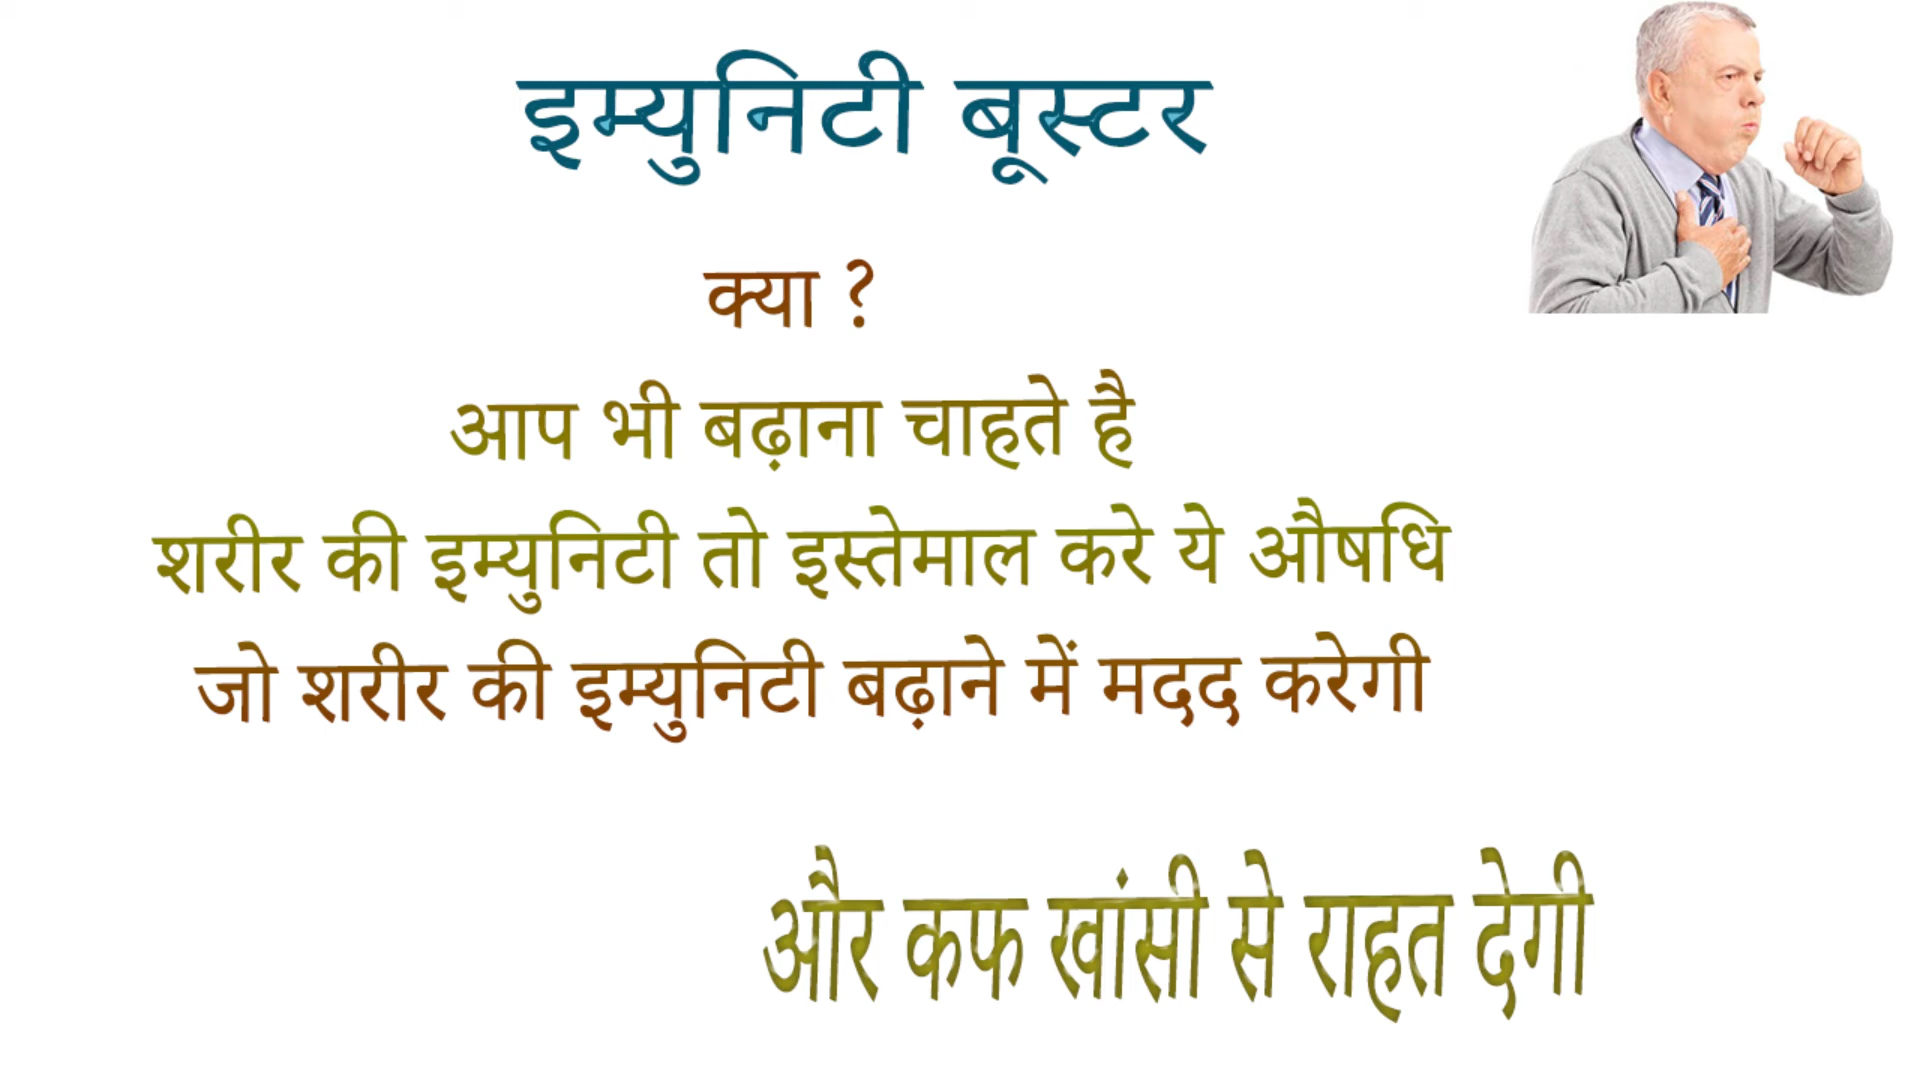 इम्युनिटी बूस्टर
क्या ?
आप भी बढ़ाना चाहते है
शरीर की इम्युनिटी तो इस्तेमाल करे ये औषधि
जो शरीर की इम्युनिटी बढ़ाने में मदद करेगी
और कफ खांसी से राहत देगी